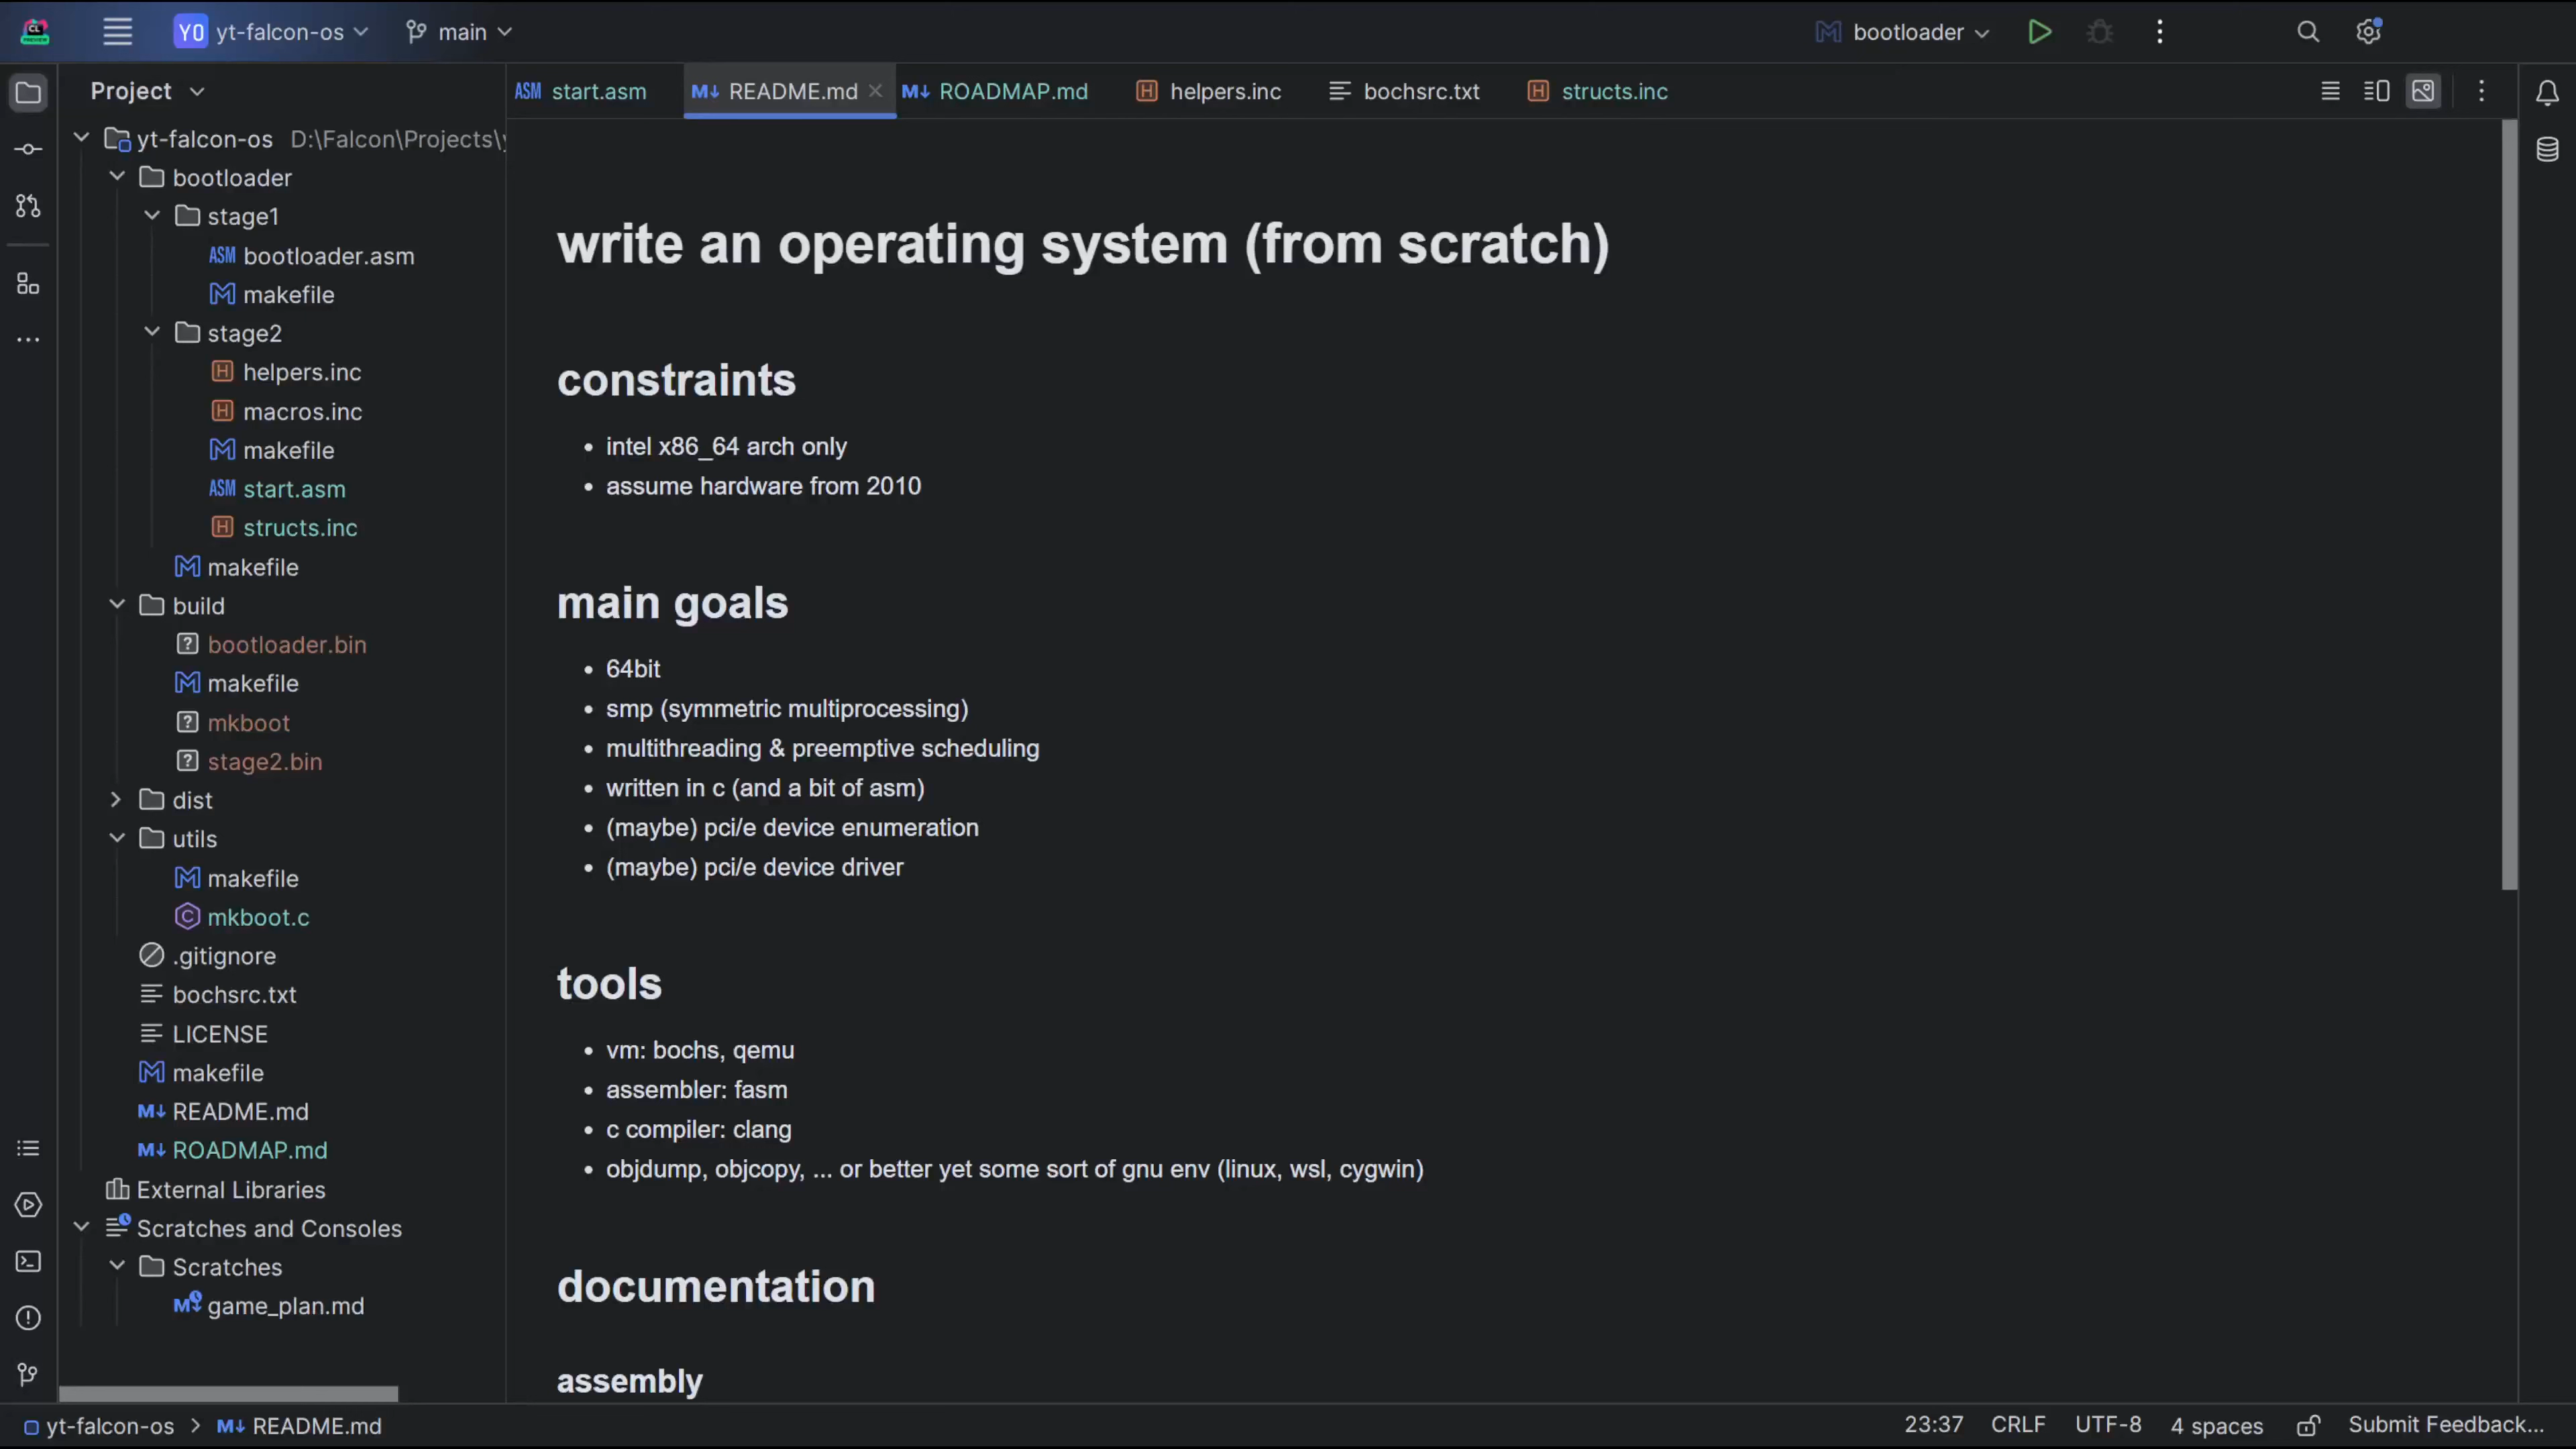 CL
YO yt-falcon-os main bootloader
Project
start.asm README.md ROADMAP.md helpers.inc bochsrc.txt structs.inc
yt-falcon-os D:\Falcon\Projects\
bootloader
stage1
ASM bootloader.asm
makefile
stage2
H helpers.inc
H macros.inc
makefile
ASM start.asm
H structs.inc
makefile
build
? bootloader.bin
makefile
? mkboot
? stage2.bin
dist
utils
makefile
C mkboot.c
.gitignore
bochsrc.txt
LICENSE
makefile
M↓ README.md
M↓ ROADMAP.md
External Libraries
Scratches and Consoles
Scratches
M↓ game_plan.md
write an operating system (from scratch)
constraints
• intel x86_64 arch only
• assume hardware from 2010
main goals
• 64bit
• smp (symmetric multiprocessing)
• multithreading & preemptive scheduling
• written in c (and a bit of asm)
• (maybe) pci/e device enumeration
• (maybe) pci/e device driver
tools
• vm: bochs, qemu
• assembler: fasm
• c compiler: clang
• objdump, objcopy, ... or better yet some sort of gnu env (linux, wsl, cygwin)
documentation
assembly
yt-falcon-os > M↓ README.md 23:37 CRLF UTF-8 4 spaces Submit Feedback...